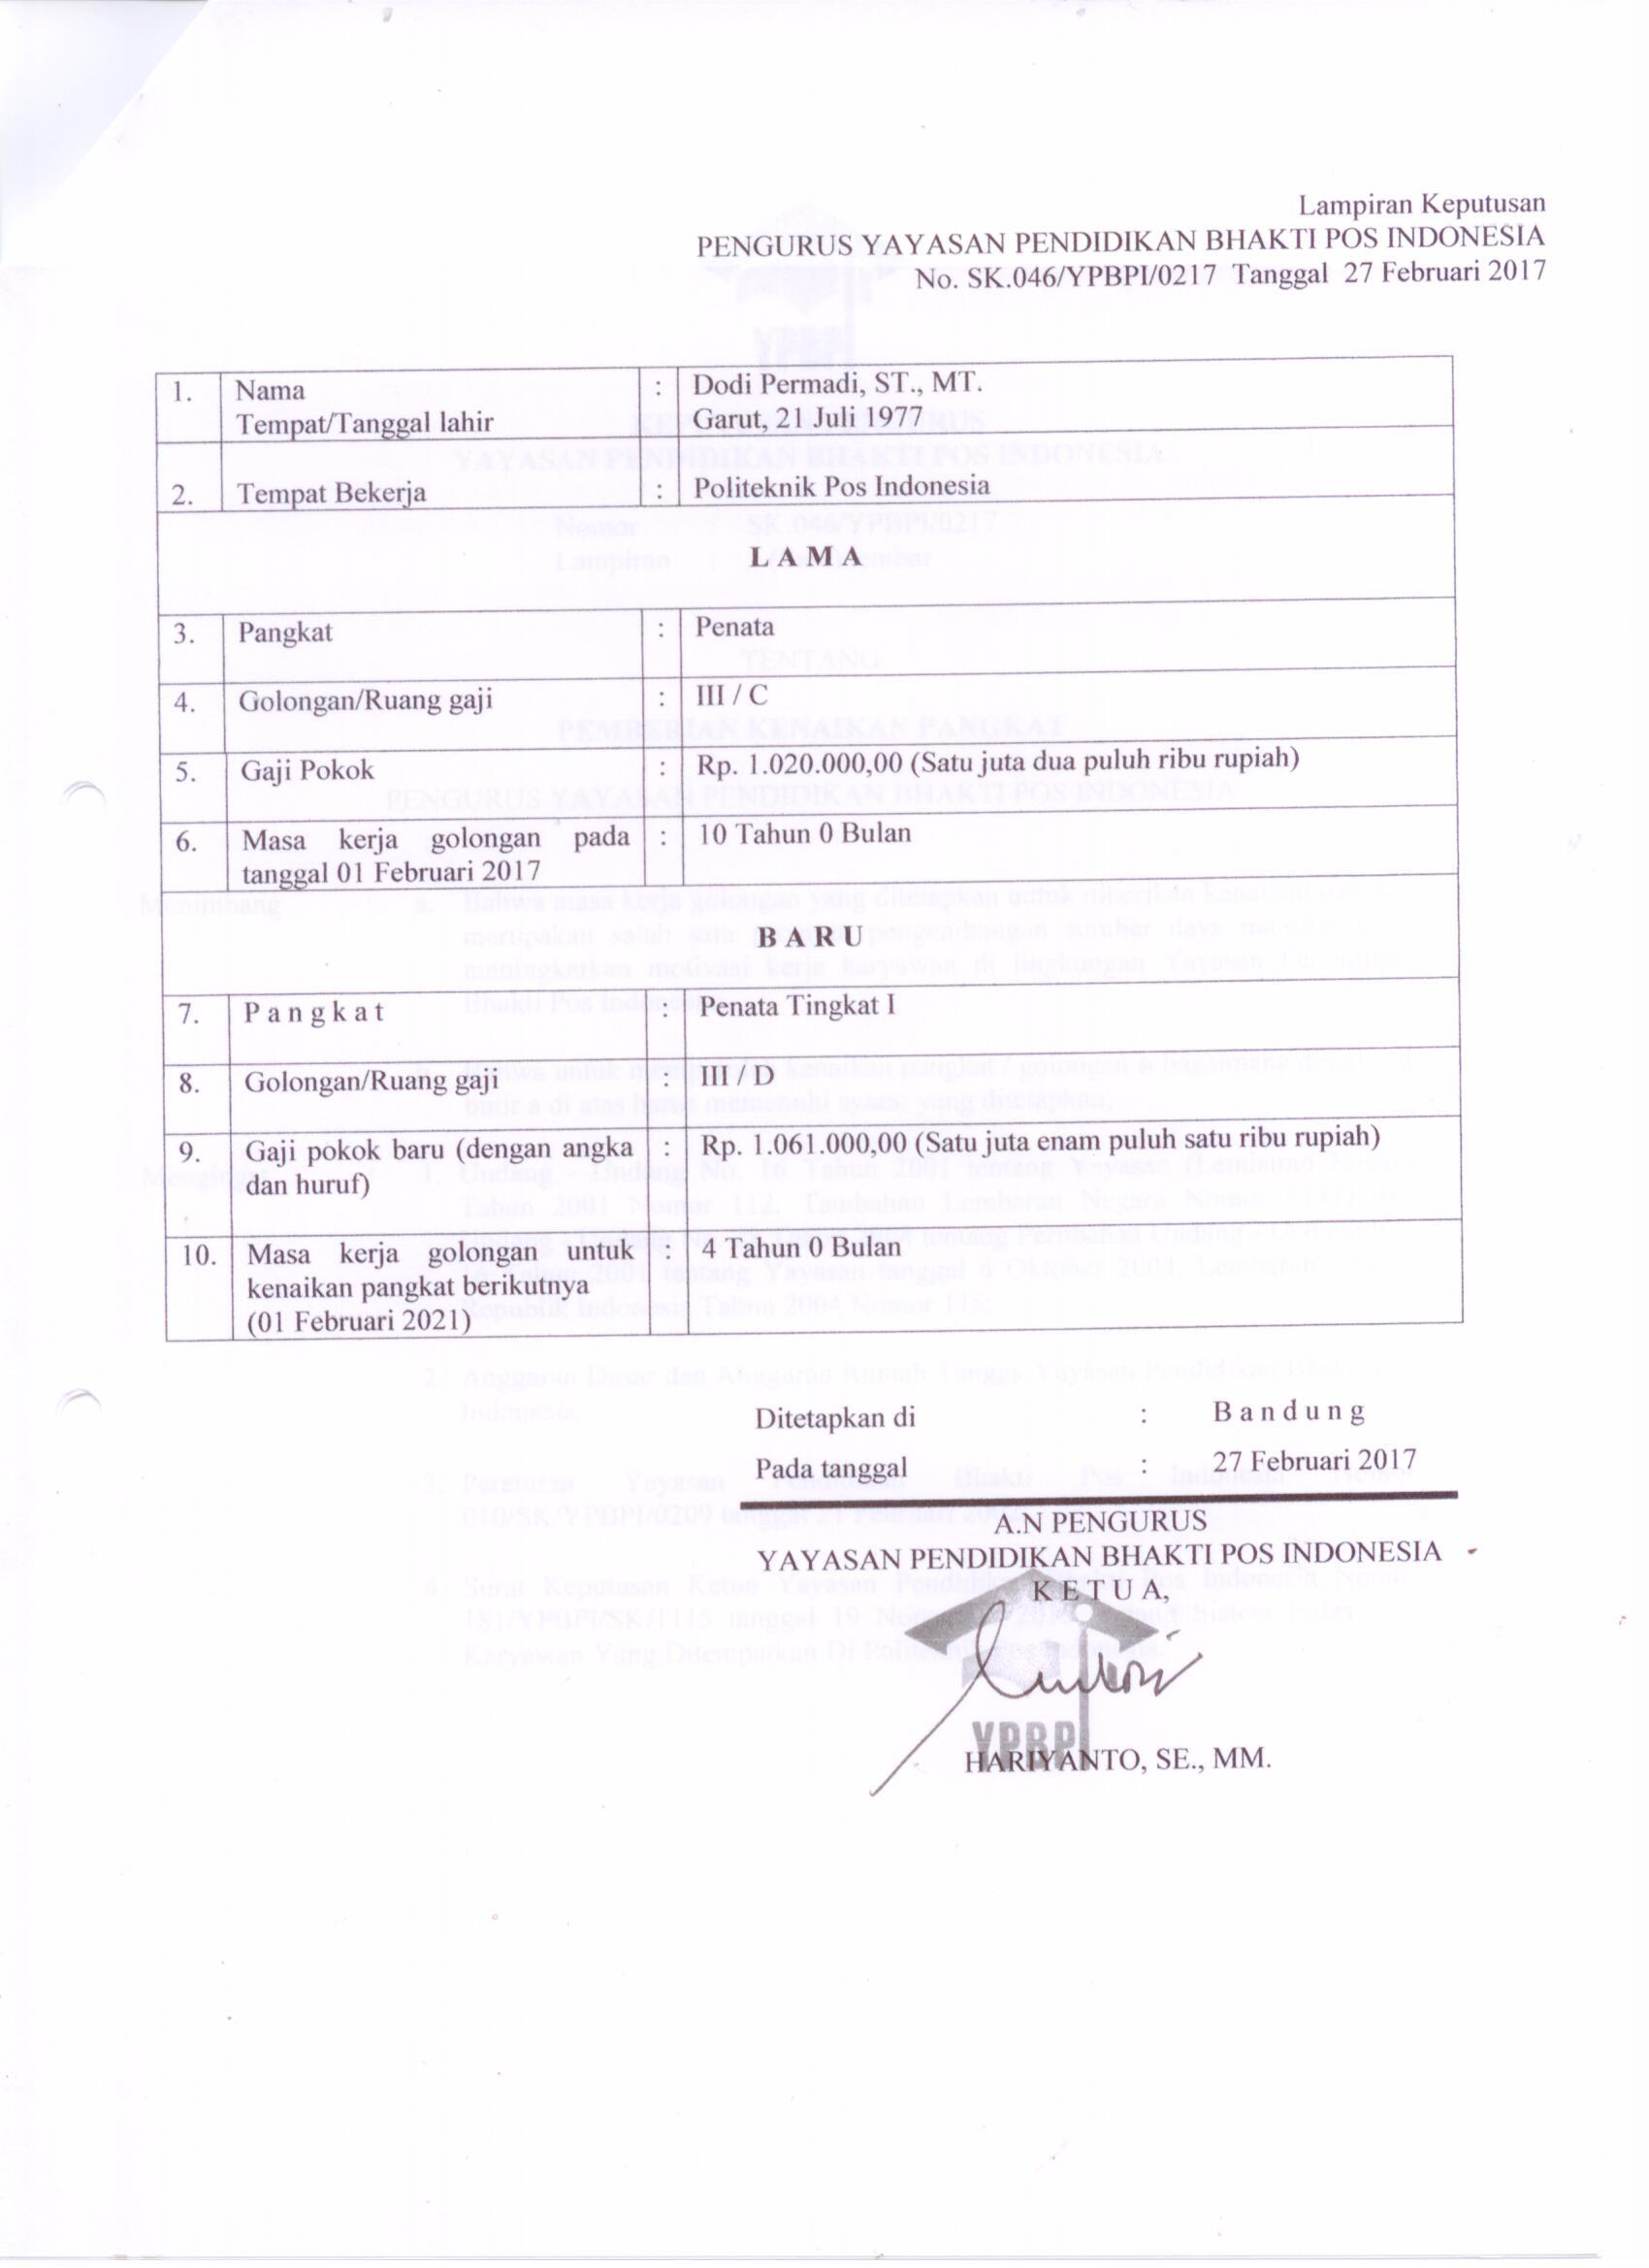 Lampiran Keputusan
PENGURUS YAYASAN PENDIDIKAN BHAKTI POS INDONESIA
No. SK.046/YPBPI/0217 Tanggal 27 Februari 2017
1. Nama : Dodi Permadi, ST., MT.
Tempat/Tanggal lahir Garut, 21 Juli 1977
2. Tempat Bekerja : Politeknik Pos Indonesia
L A M A
3. Pangkat : Penata
4. Golongan/Ruang gaji : III / C
5. Gaji Pokok : Rp. 1.020.000,00 (Satu juta dua puluh ribu rupiah)
6. Masa kerja golongan pada : 10 Tahun 0 Bulan
tanggal 01 Februari 2017
B A R U
7. P a n g k a t : Penata Tingkat I
8. Golongan/Ruang gaji : III / D
9. Gaji pokok baru (dengan angka : Rp. 1.061.000,00 (Satu juta enam puluh satu ribu rupiah)
dan huruf)
10. Masa kerja golongan untuk : 4 Tahun 0 Bulan
kenaikan pangkat berikutnya
(01 Februari 2021)
Ditetapkan di : B a n d u n g
Pada tanggal : 27 Februari 2017
A.N PENGURUS
YAYASAN PENDIDIKAN BHAKTI POS INDONESIA
K E T U A,
YPBPI
HARIYANTO, SE., MM.